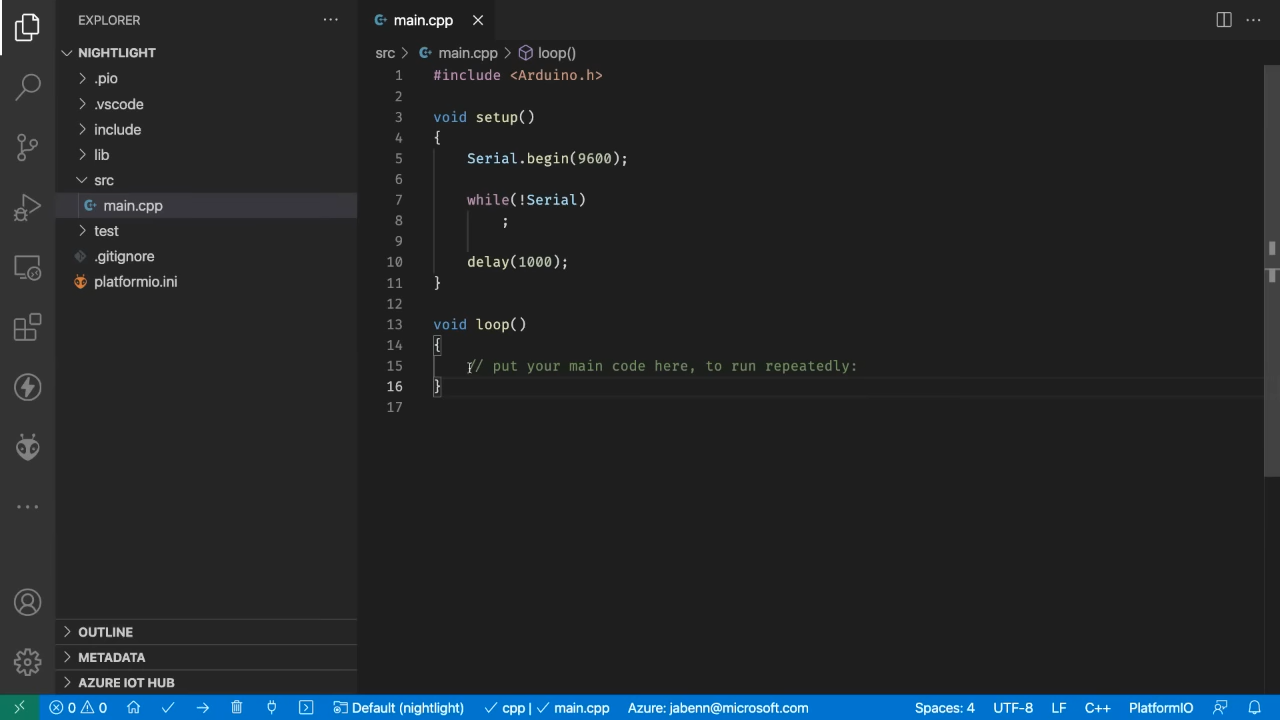 EXPLORER
NIGHTLIGHT
.pio
.vscode
include
lib
src
main.cpp
test
.gitignore
platformio.ini
OUTLINE
METADATA
AZURE IOT HUB
main.cpp
src > main.cpp > loop()
1 #include <Arduino.h>
2
3 void setup()
4 {
5 Serial.begin(9600);
6
7 while(!Serial)
8 ;
9
10 delay(1000);
11 }
12
13 void loop()
14 {
15 // put your main code here, to run repeatedly:
16 }
17
0 0 Default (nightlight) cpp | main.cpp Azure: jabenn@microsoft.com Spaces: 4 UTF-8 LF C++ PlatformIO